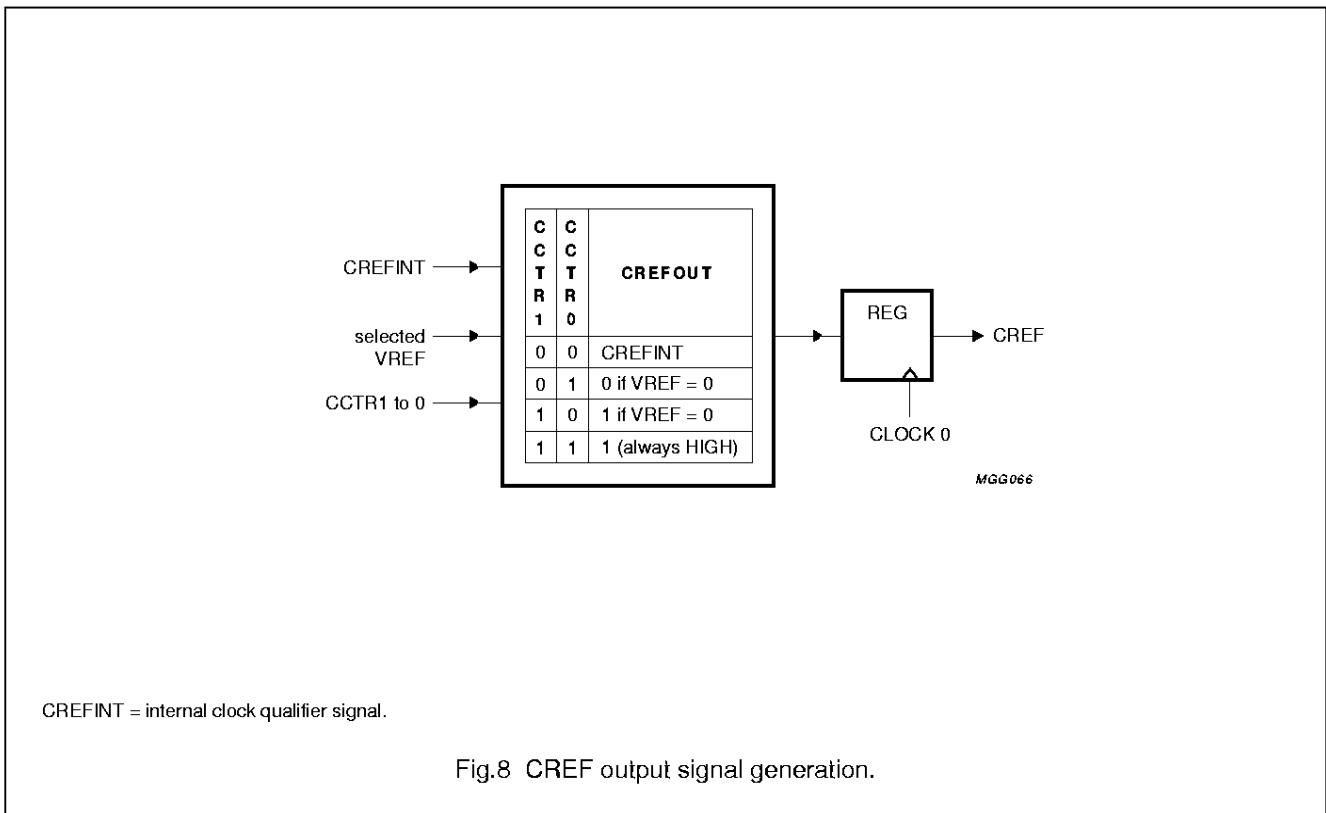 CREFINT
selected
VREF
CCTR1 to 0
CCTR1 CCTR0 CREFOUT
0 0 CREFINT
0 1 0 if VREF = 0
1 0 1 if VREF = 0
1 1 1 (always HIGH)
REG
CREF
CLOCK 0
MGG066
CREFINT = internal clock qualifier signal.
Fig.8 CREF output signal generation.